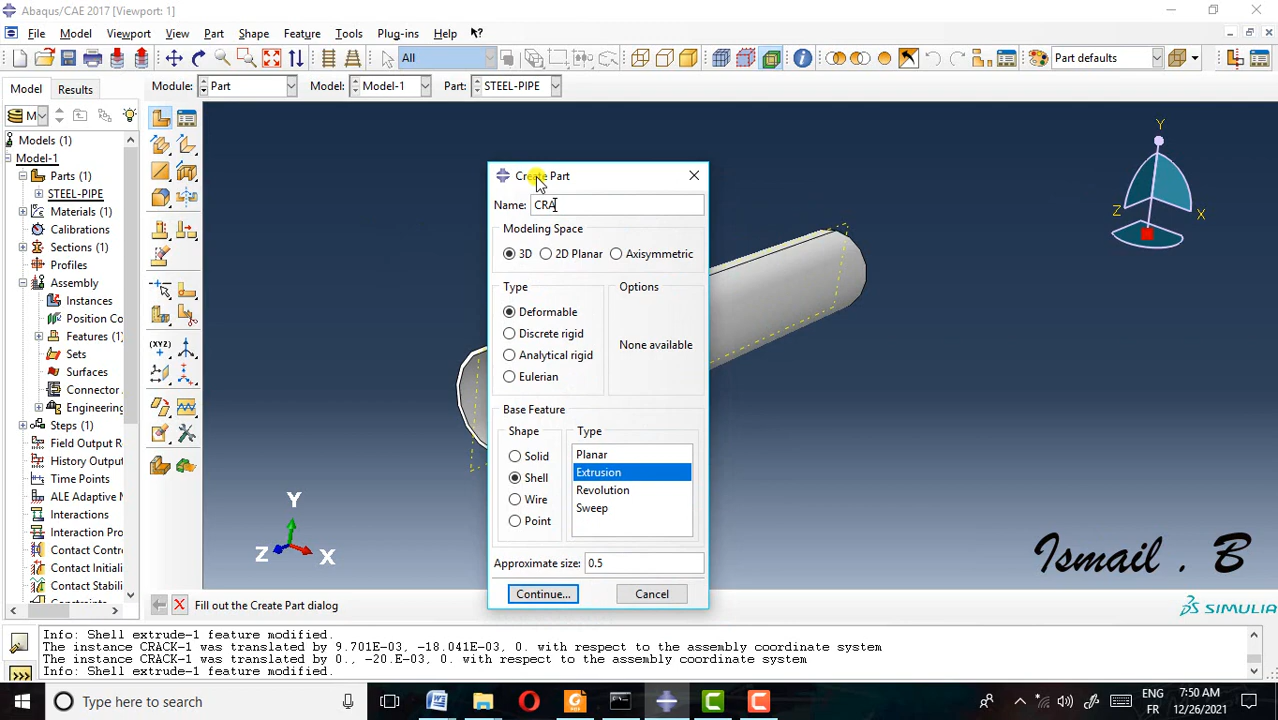 Abaqus/CAE 2017 [Viewport: 1]
File Model Viewport View Part Shape Feature Tools Plug-ins Help
All Part defaults
Model Results Module: Part Model: Model-1 Part: STEEL-PIPE
M
Models (1)
Model-1
Parts (1)
STEEL-PIPE
Materials (1)
Calibrations
Sections (1)
Profiles
Assembly
Instances
Position Co
Features (1)
Sets
Surfaces
Connector
Engineering
Steps (1)
Field Output R
History Output
Time Points
ALE Adaptive M
Interactions
Interaction Pro
Contact Contro
Contact Initiali
Contact Stabili
(XYZ)
Create Part
Name: CRA
Modeling Space
3D 2D Planar Axisymmetric
Type Options
Deformable
Discrete rigid
None available
Analytical rigid
Eulerian
Base Feature
Shape Type
Solid Planar
Shell Extrusion
Wire Revolution
Point Sweep
Approximate size: 0.5
Continue... Cancel
Y
Z X
Y
Z X
Ismail . B
Fill out the Create Part dialog
SIMULIA
Info: Shell extrude-1 feature modified.
The instance CRACK-1 was translated by 9.701E-03, -18.041E-03, 0. with respect to the assembly coordinate system
The instance CRACK-1 was translated by 0., -20.E-03, 0. with respect to the assembly coordinate system
Info: Shell extrude-1 feature modified.
>>>
Type here to search
ENG
FR
7:50 AM
12/26/2021